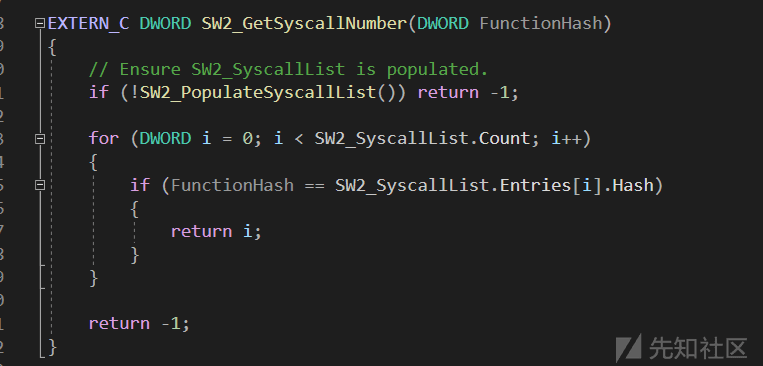 8 EXTERN_C DWORD SW2_GetSyscallNumber(DWORD FunctionHash)
9 {
0     // Ensure SW2_SyscallList is populated.
1     if (!SW2_PopulateSyscallList()) return -1;
2
3     for (DWORD i = 0; i < SW2_SyscallList.Count; i++)
4     {
5         if (FunctionHash == SW2_SyscallList.Entries[i].Hash)
6         {
7             return i;
8         }
9     }
0
1     return -1;
2 }
先知社区